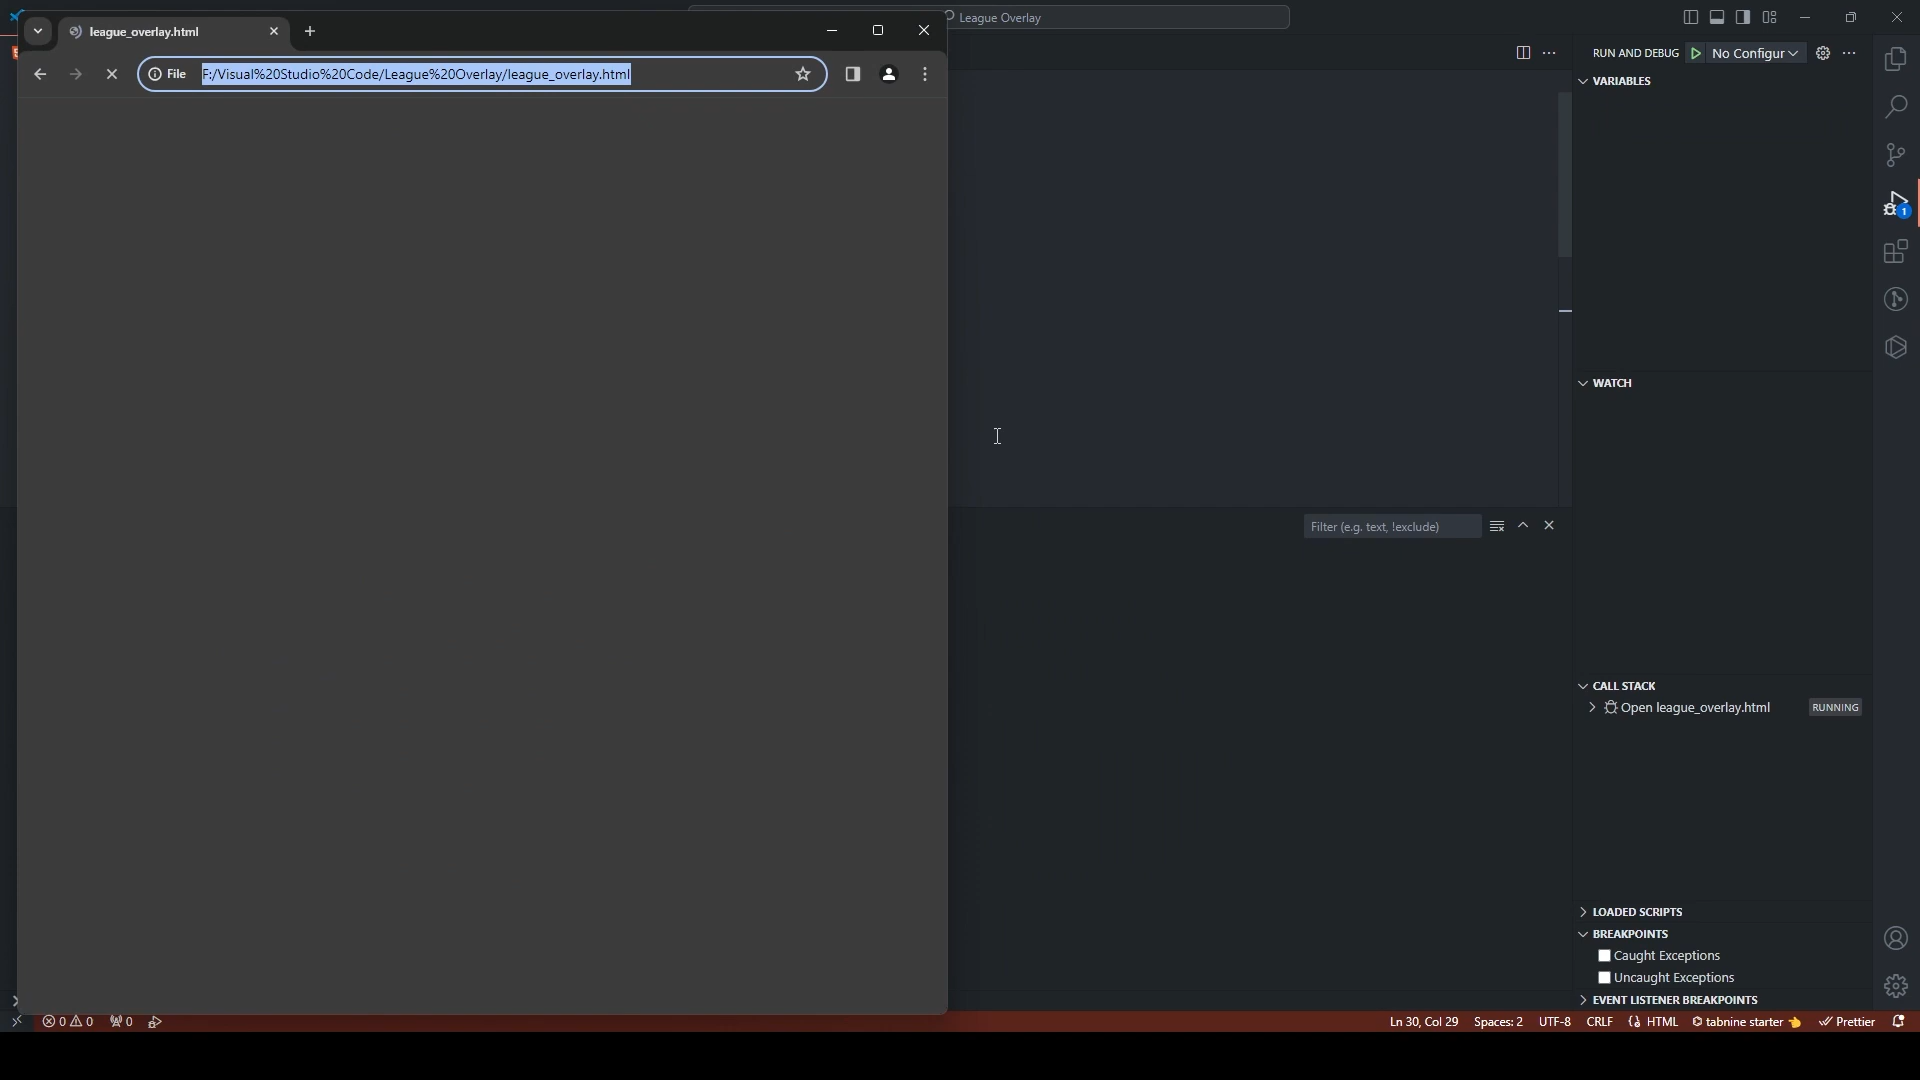 League Overlay
league_overlay.html
File F:/Visual%20Studio%20Code/League%20Overlay/league_overlay.html
RUN AND DEBUG No Configur
VARIABLES
WATCH
Filter (e.g. text, !exclude)
CALL STACK
Open league_overlay.html RUNNING
LOADED SCRIPTS
BREAKPOINTS
Caught Exceptions
Uncaught Exceptions
EVENT LISTENER BREAKPOINTS
1
0 0 0 Ln 30, Col 29 Spaces: 2 UTF-8 CRLF HTML tabnine starter Prettier